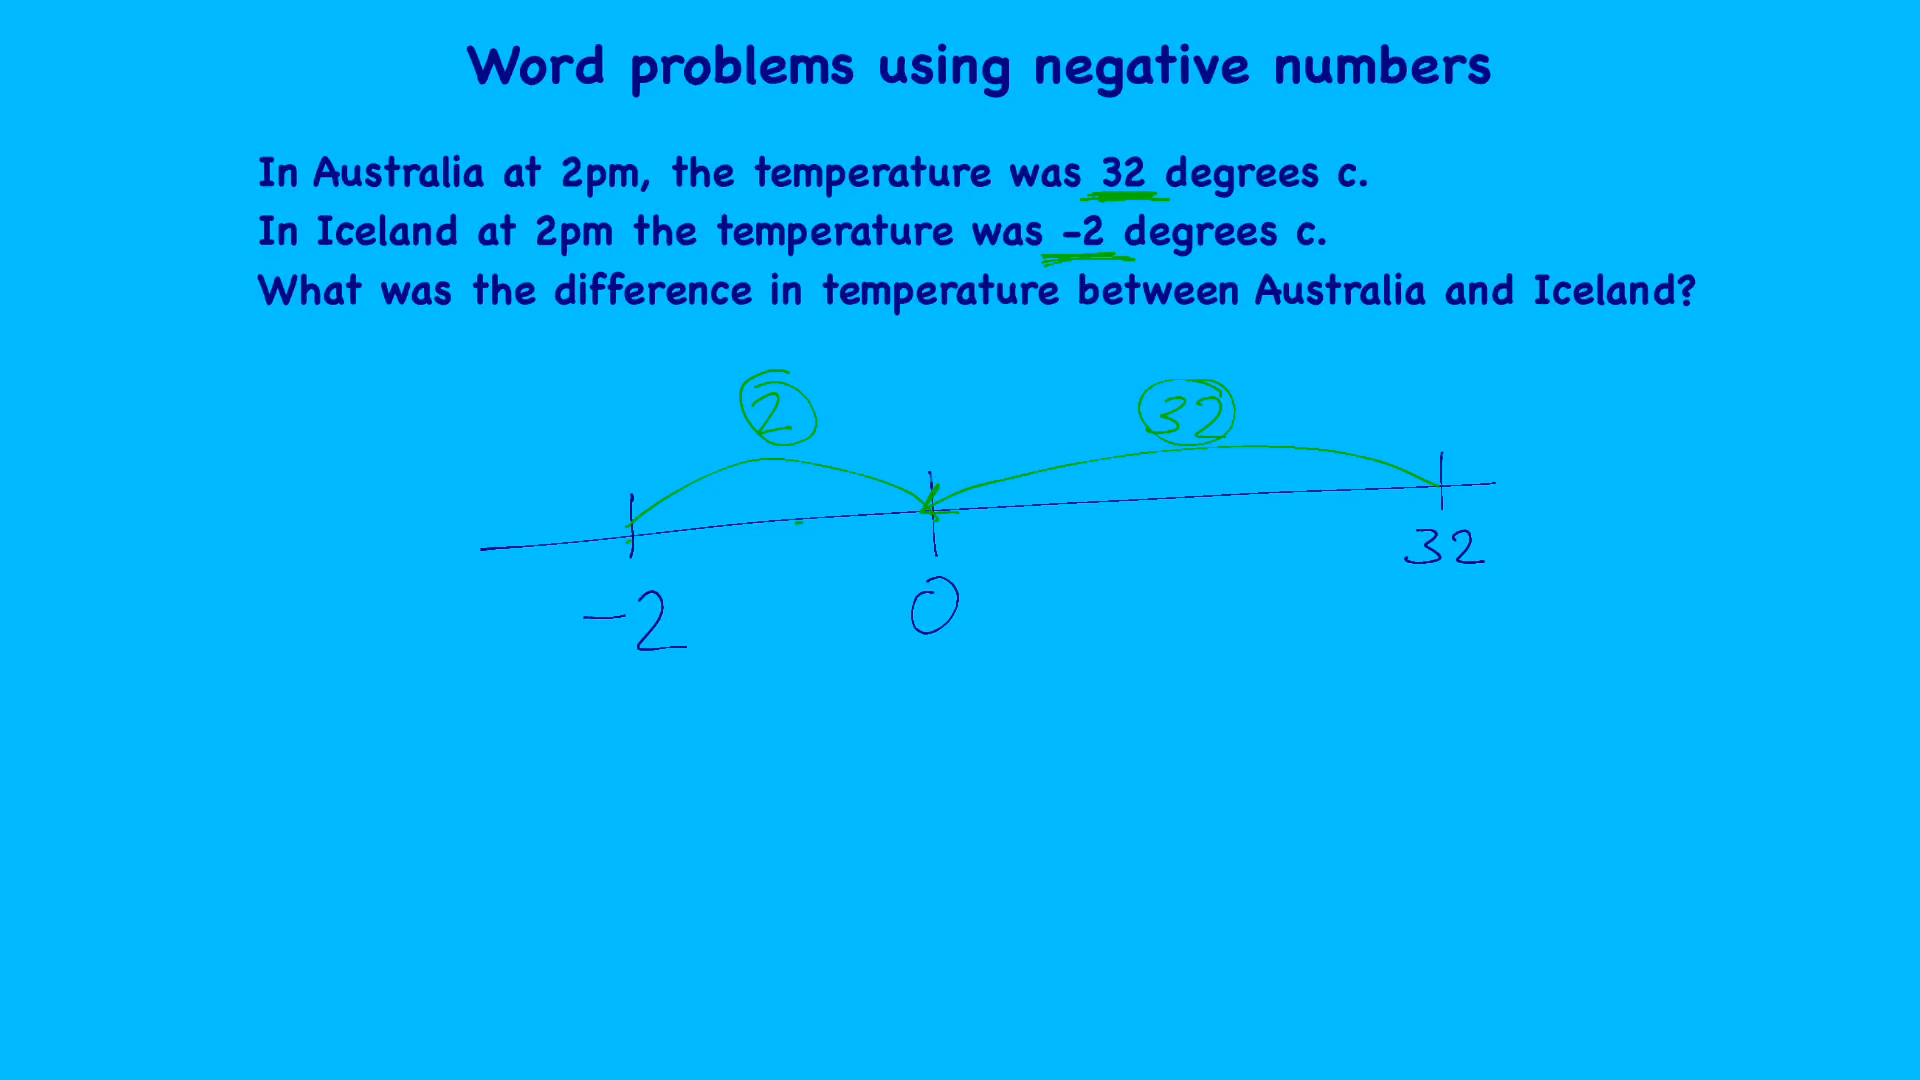 Word problems using negative numbers
In Australia at 2pm, the temperature was 32 degrees c.
In Iceland at 2pm the temperature was -2 degrees c.
What was the difference in temperature between Australia and Iceland?
2 32
-2 0 32